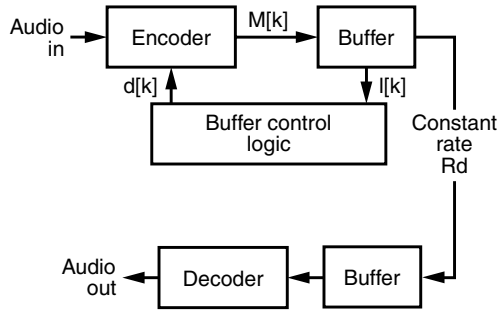 Audio
in
Encoder
M[k]
Buffer
d[k]
l[k]
Buffer control
logic
Constant
rate
Rd
Audio
out
Decoder
Buffer